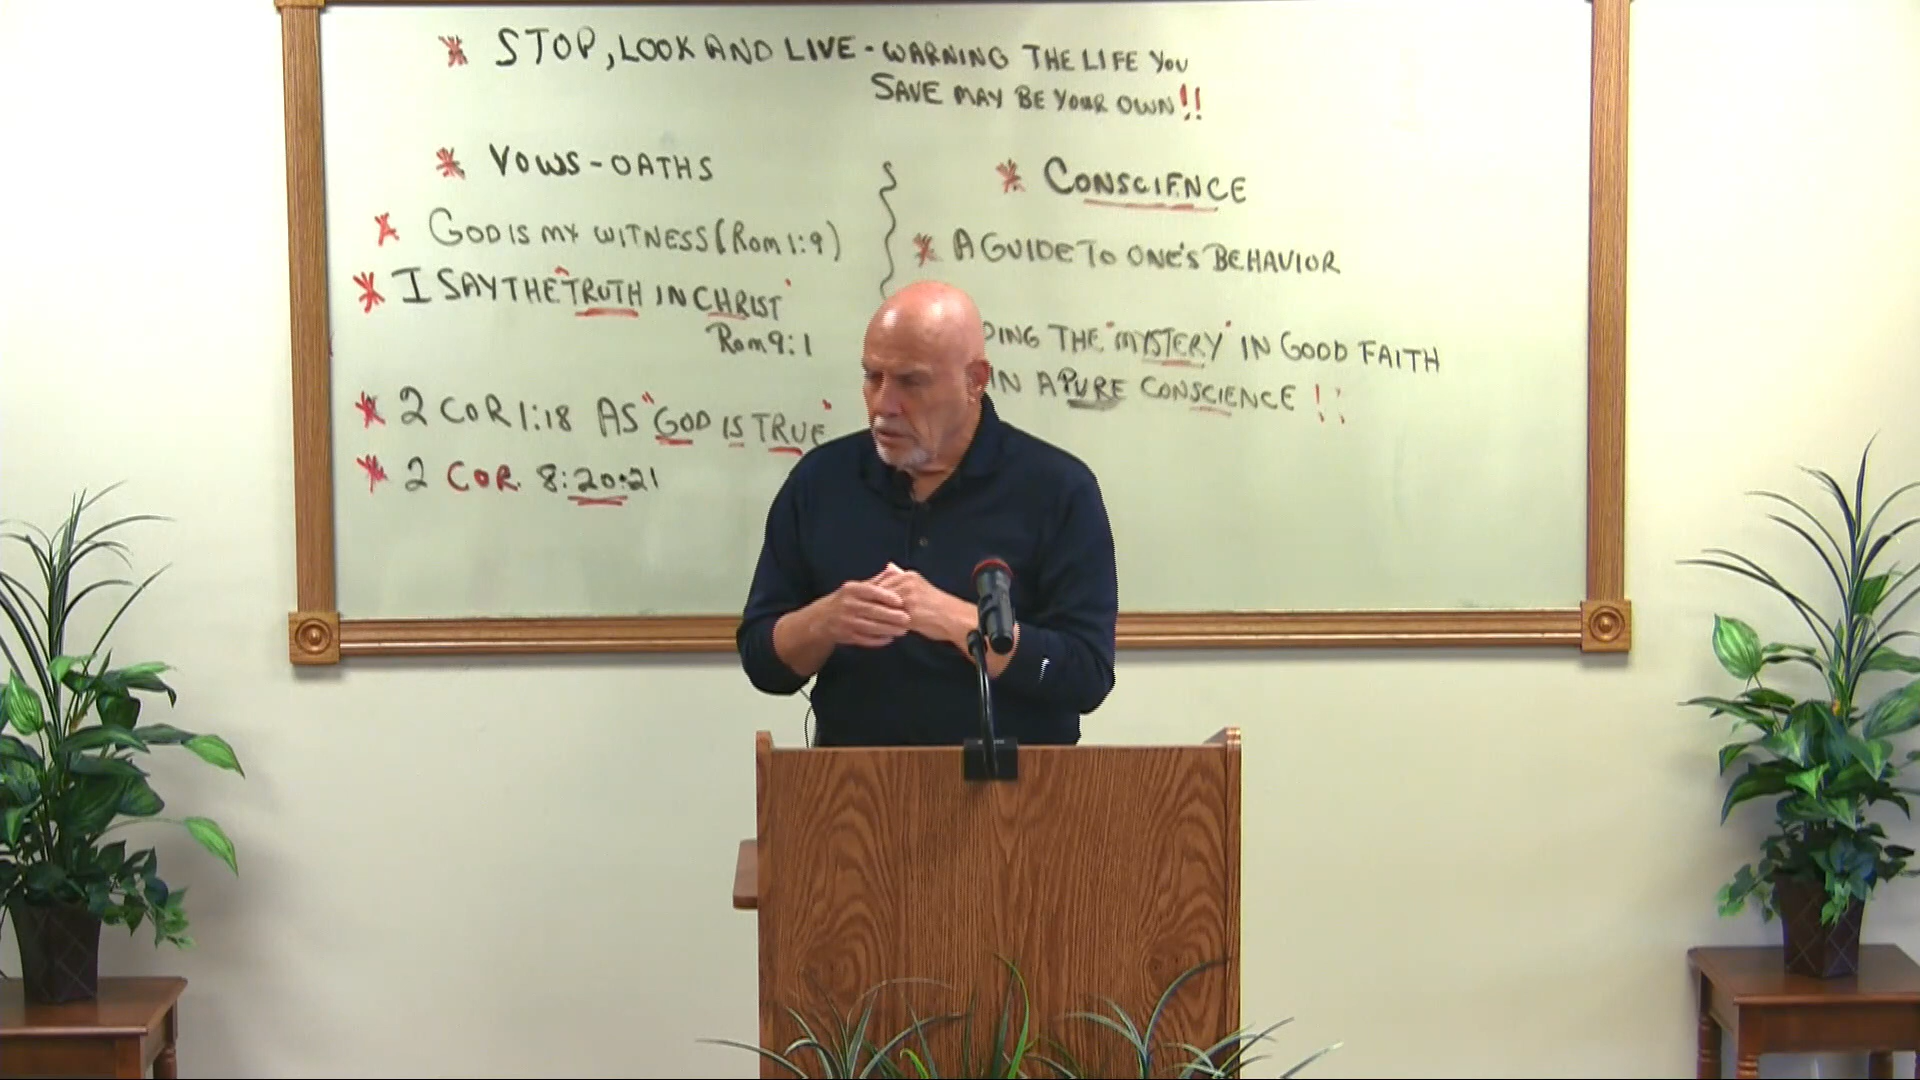 * STOP, LOOK AND LIVE - WARNING THE LIFE YOU
SAVE MAY BE YOUR OWN!!
* VOWS - OATHS
* GOD IS MY WITNESS (Rom 1:9)
* I SAY THE "TRUTH IN CHRIST"
Rom 9:1
* 2 COR 1:18 AS "GOD IS TRUE"
* 2 COR. 8:20-21
* CONSCIENCE
* A GUIDE TO ONE'S BEHAVIOR
DING THE "MYSTERY" IN GOOD FAITH
IN A PURE CONSCIENCE!!